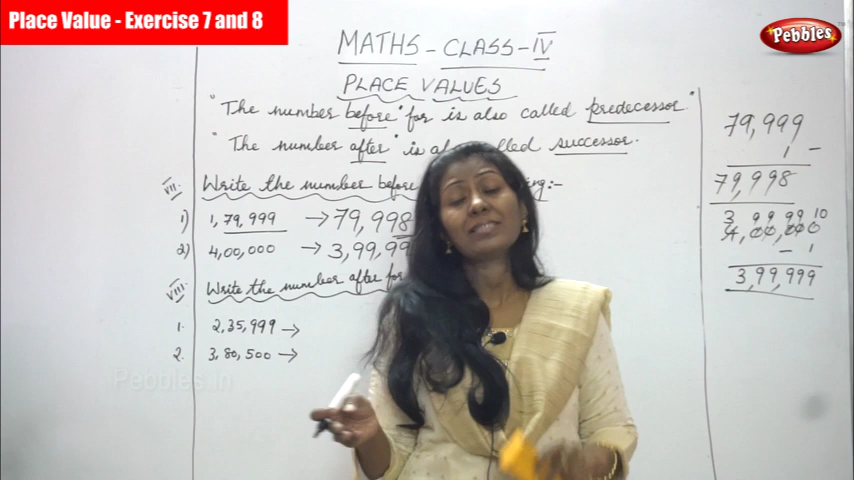 Place Value - Exercise 7 and 8
Pebbles
MATHS - CLASS - IV
PLACE VALUES
"The number before" for is also called predecessor."
"The number after" is also called successor.
VII. Write the number before :-
1) 1,79,999 → 79,998
2) 4,00,000 → 3,99,99
VIII. Write the number after for
1. 2,35,999 →
2. 3,80,500 →
79,999
1 -
79,998
3 99 99 10
4,00,000
- 1
3,99,999
Pebbles.in